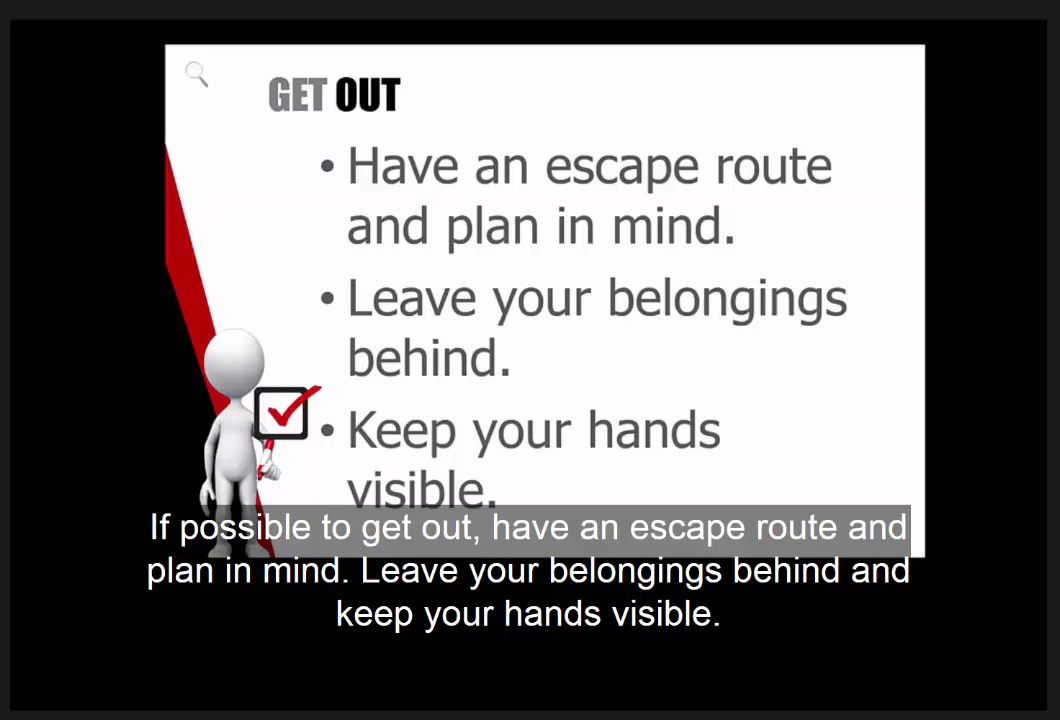 GET OUT
• Have an escape route
and plan in mind.
• Leave your belongings
behind.
• Keep your hands
visible.
If possible to get out, have an escape route and
plan in mind. Leave your belongings behind and
keep your hands visible.